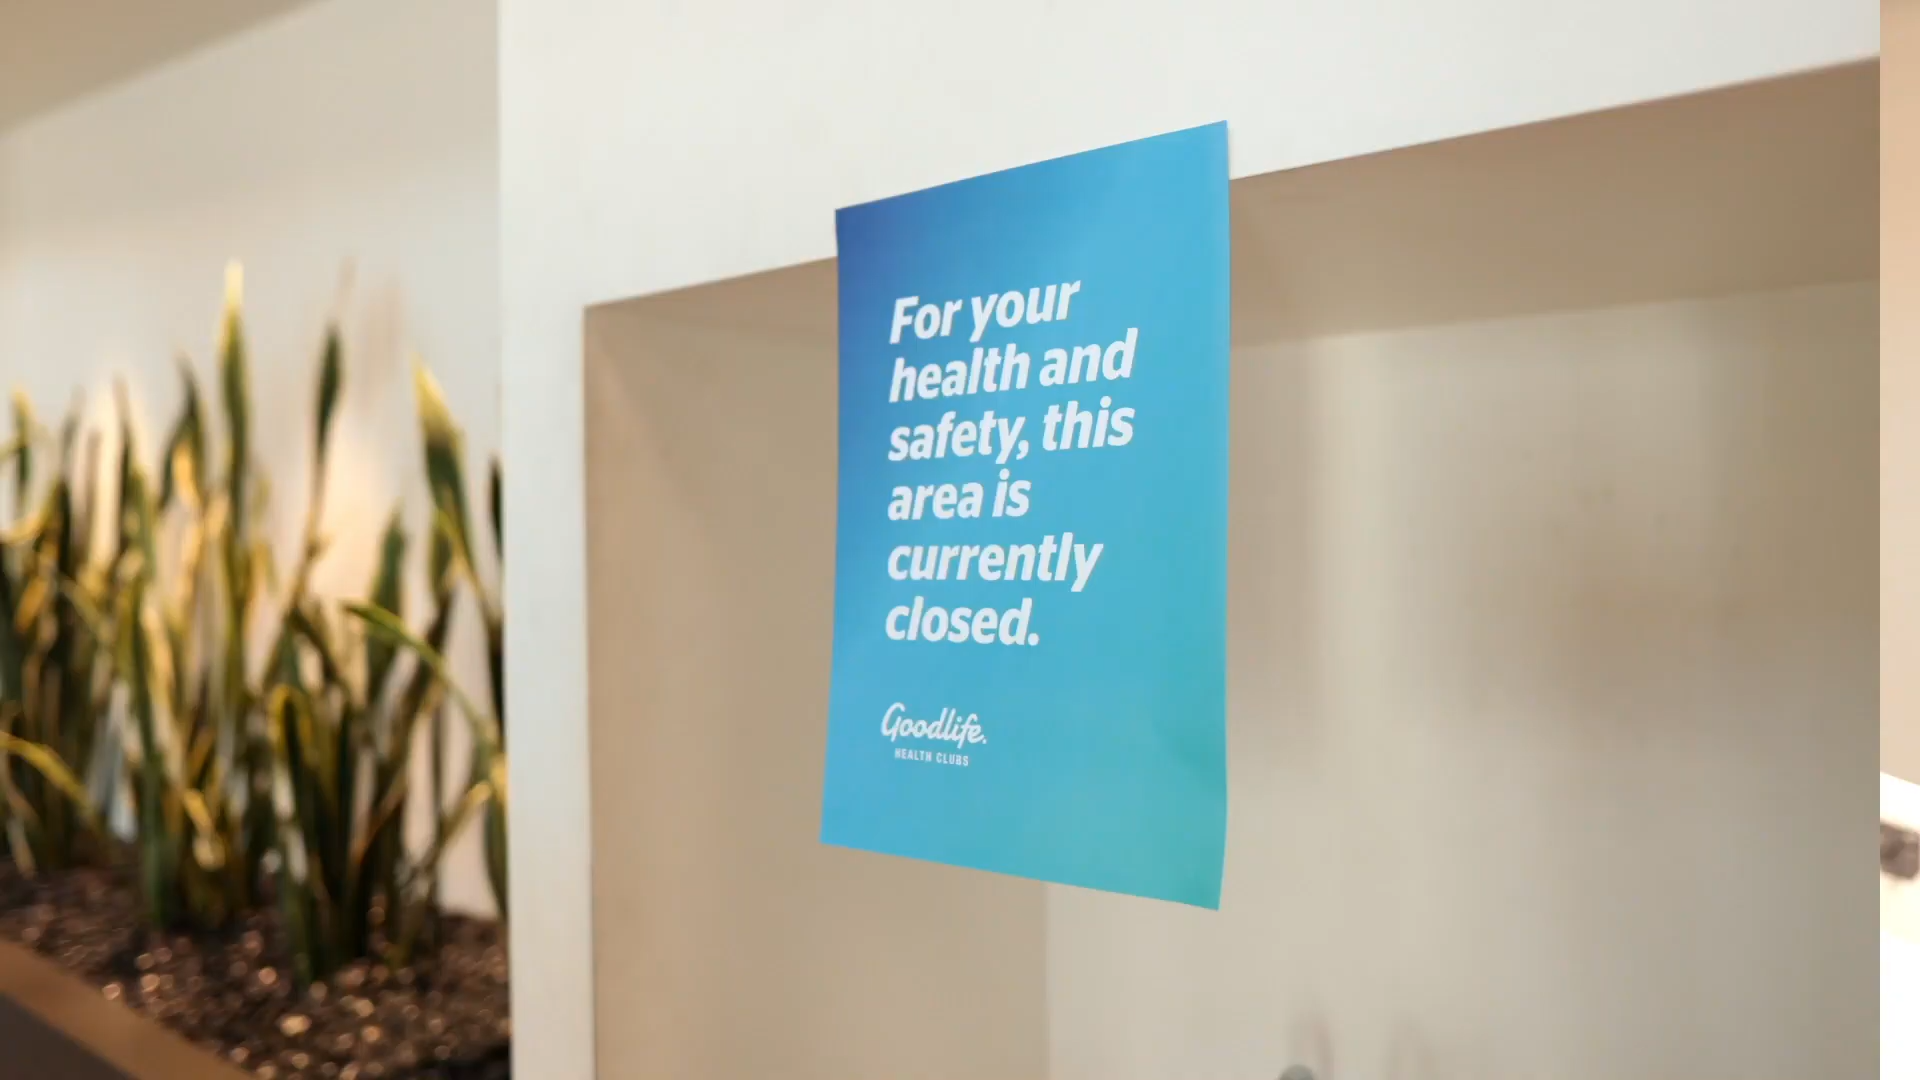 For your
health and
safety, this
area is
currently
closed.
Goodlife.
HEALTH CLUBS